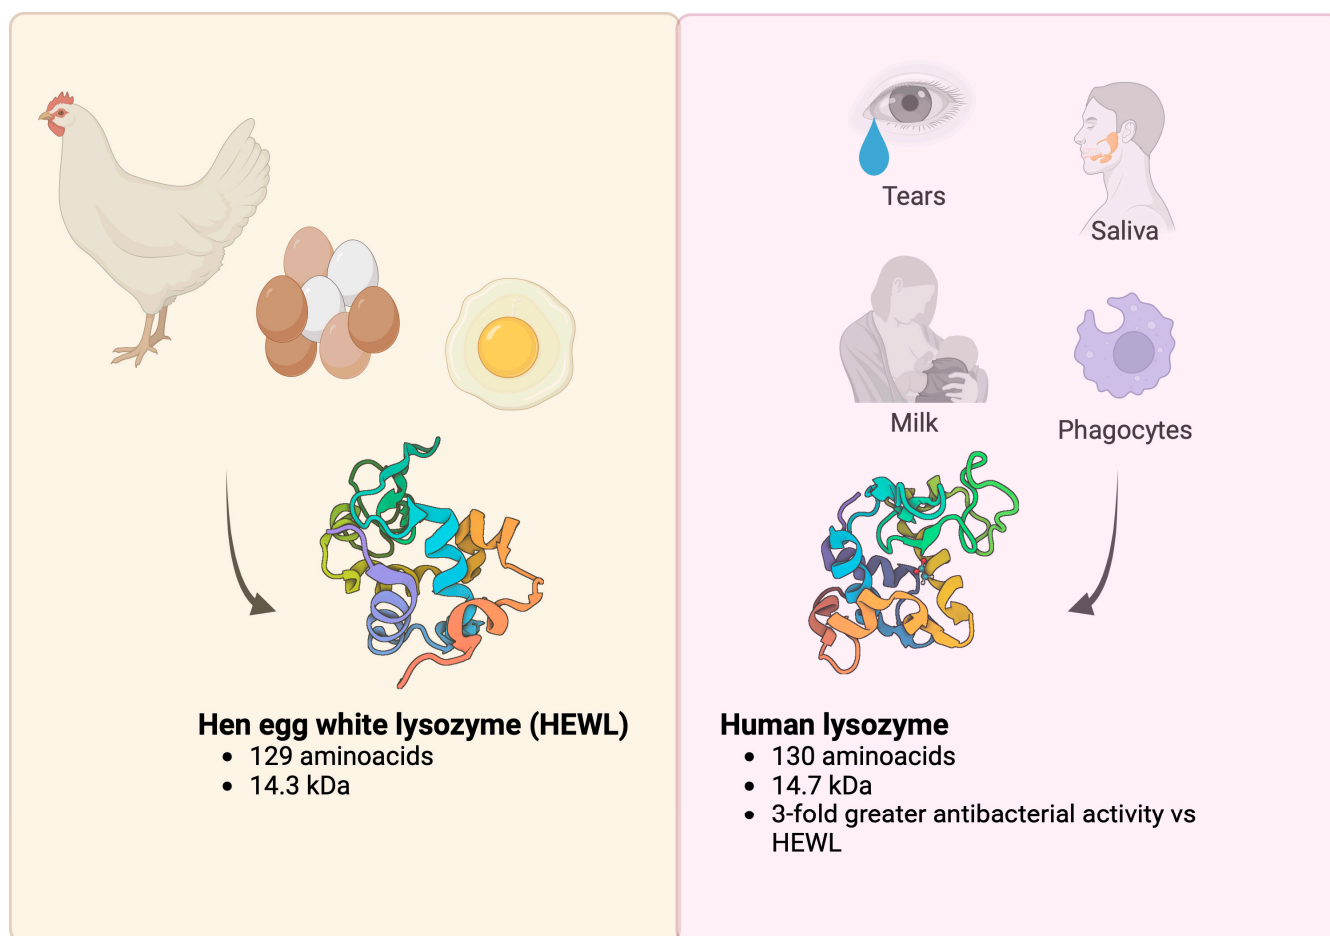 Tears
Saliva
Milk
Phagocytes
Hen egg white lysozyme (HEWL)
• 129 aminoacids
• 14.3 kDa
Human lysozyme
• 130 aminoacids
• 14.7 kDa
• 3-fold greater antibacterial activity vs
HEWL